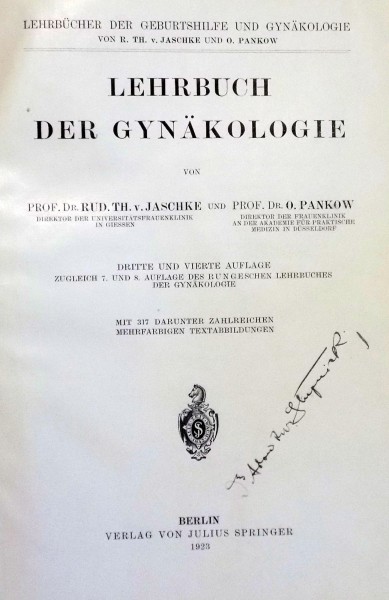 LEHRBÜCHER DER GEBURTSHILFE UND GYNÄKOLOGIE
VON R. TH. v. JASCHKE UND O. PANKOW
LEHRBUCH
DER GYNÄKOLOGIE
VON
PROF. DR. RUD. TH. v. JASCHKE UND PROF. DR. O. PANKOW
DIREKTOR DER UNIVERSITÄTSFRAUENKLINIK DIREKTOR DER FRAUENKLINIK
IN GIESSEN AN DER AKADEMIE FÜR PRAKTISCHE
MEDIZIN IN DÜSSELDORF
DRITTE UND VIERTE AUFLAGE
ZUGLEICH 7. UND 8. AUFLAGE DES RUNGESCHEN LEHRBUCHES
DER GYNÄKOLOGIE
MIT 317 DARUNTER ZAHLREICHEN
MEHRFARBIGEN TEXTABBILDUNGEN
BERLIN
VERLAG VON JULIUS SPRINGER
1923